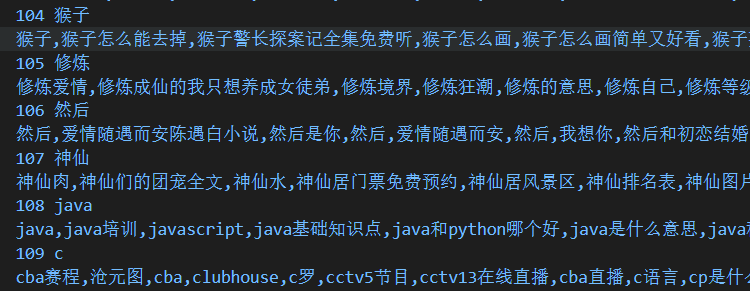 104 猴子
猴子,猴子怎么能去掉,猴子警长探案记全集免费听,猴子怎么画,猴子怎么画简单又好看,猴子
105 修炼
修炼爱情,修炼成仙的我只想养成女徒弟,修炼境界,修炼狂潮,修炼的意思,修炼自己,修炼等级
106 然后
然后,爱情随遇而安陈遇白小说,然后是你,然后,爱情随遇而安,然后,我想你,然后和初恋结婚
107 神仙
神仙肉,神仙们的团宠全文,神仙水,神仙居门票免费预约,神仙居风景区,神仙排名表,神仙图片
108 java
java,java培训,javascript,java基础知识点,java和python哪个好,java是什么意思,java
109 c
cba赛程,沧元图,cba,clubhouse,c罗,cctv5节目,cctv13在线直播,cba直播,c语言,cp是什么